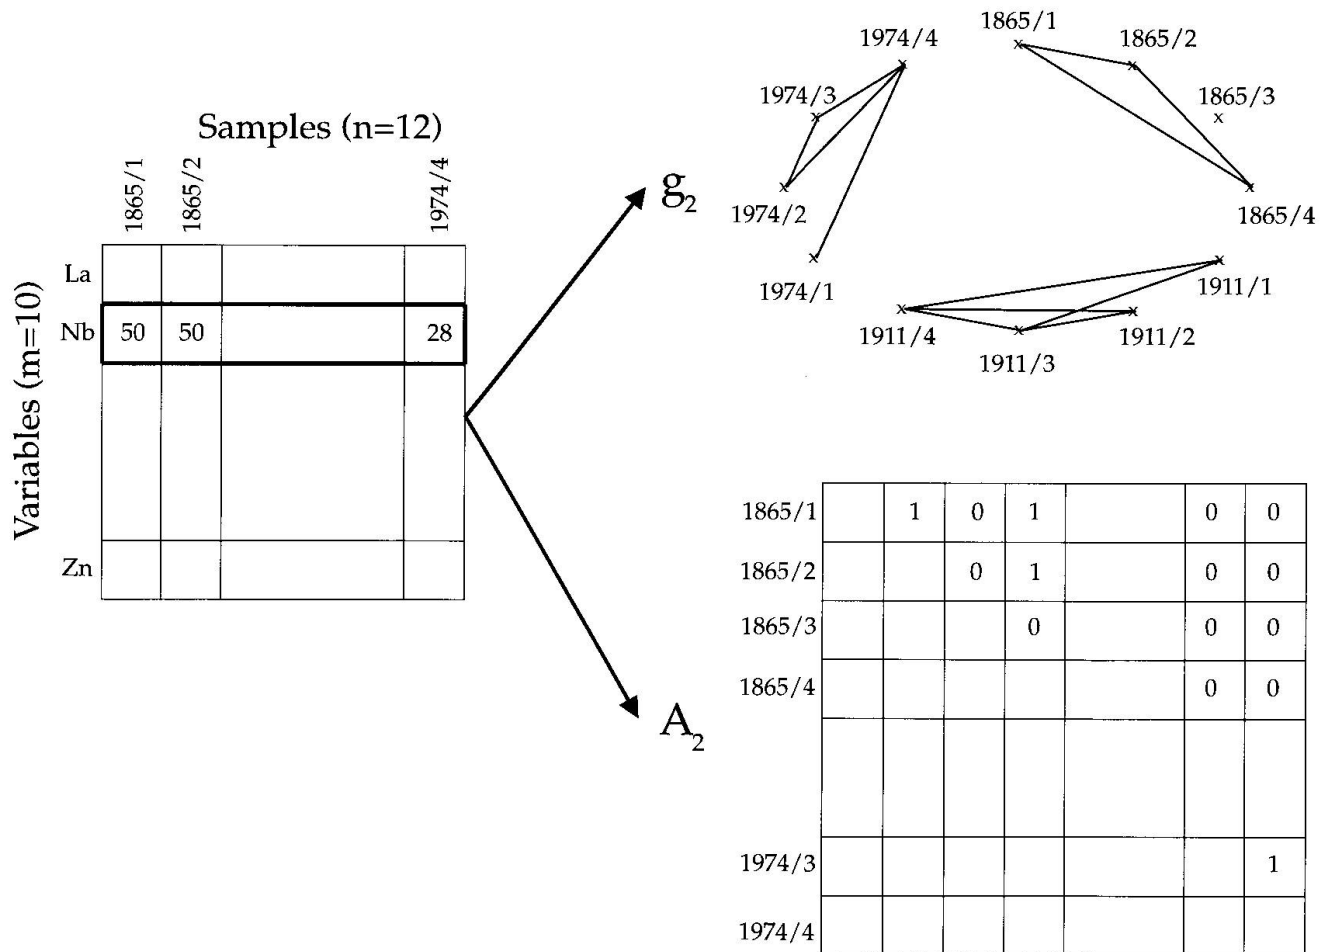 Samples (n=12)
1865/1
1865/2
1974/4
Variables (m=10)
La
Nb 50 50 28
Zn
g2
A2
1974/4
1865/1
1865/2
1974/3
1865/3
1974/2
1865/4
1974/1
1911/1
1911/4
1911/2
1911/3
x
x
x
x
x
x
x
x
x
x
x
x
1865/1 1 0 1 0 0
1865/2 0 1 0 0
1865/3 0 0 0
1865/4 0 0
1974/3 1
1974/4